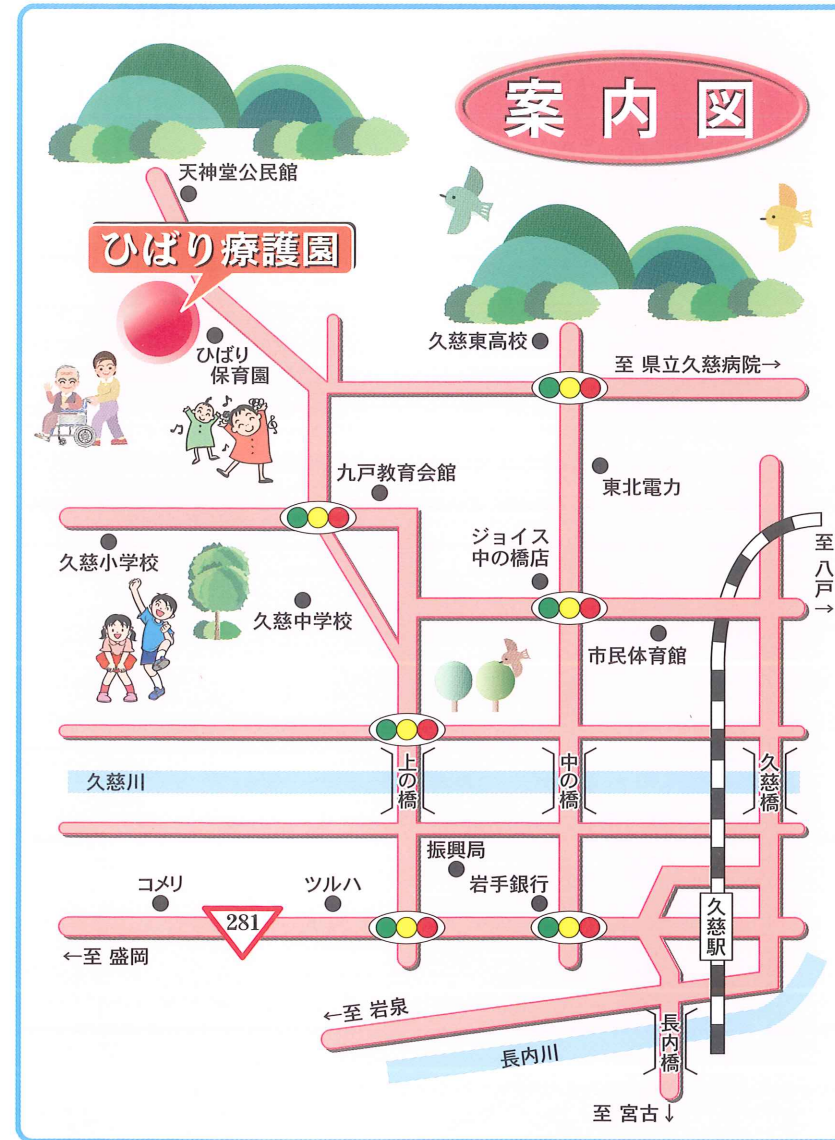 案内図
天神堂公民館
ひばり療護園
ひばり
保育園
久慈東高校
至 県立久慈病院→
九戸教育会館
東北電力
久慈小学校
ジョイス
中の橋店
至 八戸→
久慈中学校
市民体育館
久慈川
上の橋
中の橋
久慈橋
振興局
コメリ
ツルハ
岩手銀行
281
久慈駅
←至 盛岡
←至 岩泉
長内川
長内橋
至 宮古↓